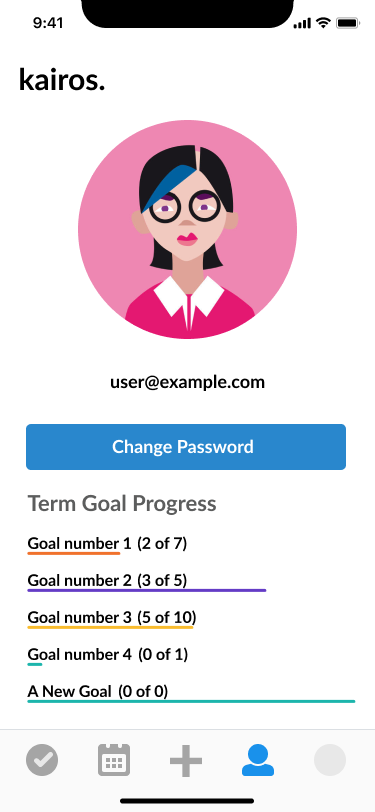 9:41
kairos.
user@example.com
Change Password
Term Goal Progress
Goal number 1 (2 of 7)
Goal number 2 (3 of 5)
Goal number 3 (5 of 10)
Goal number 4 (0 of 1)
A New Goal (0 of 0)